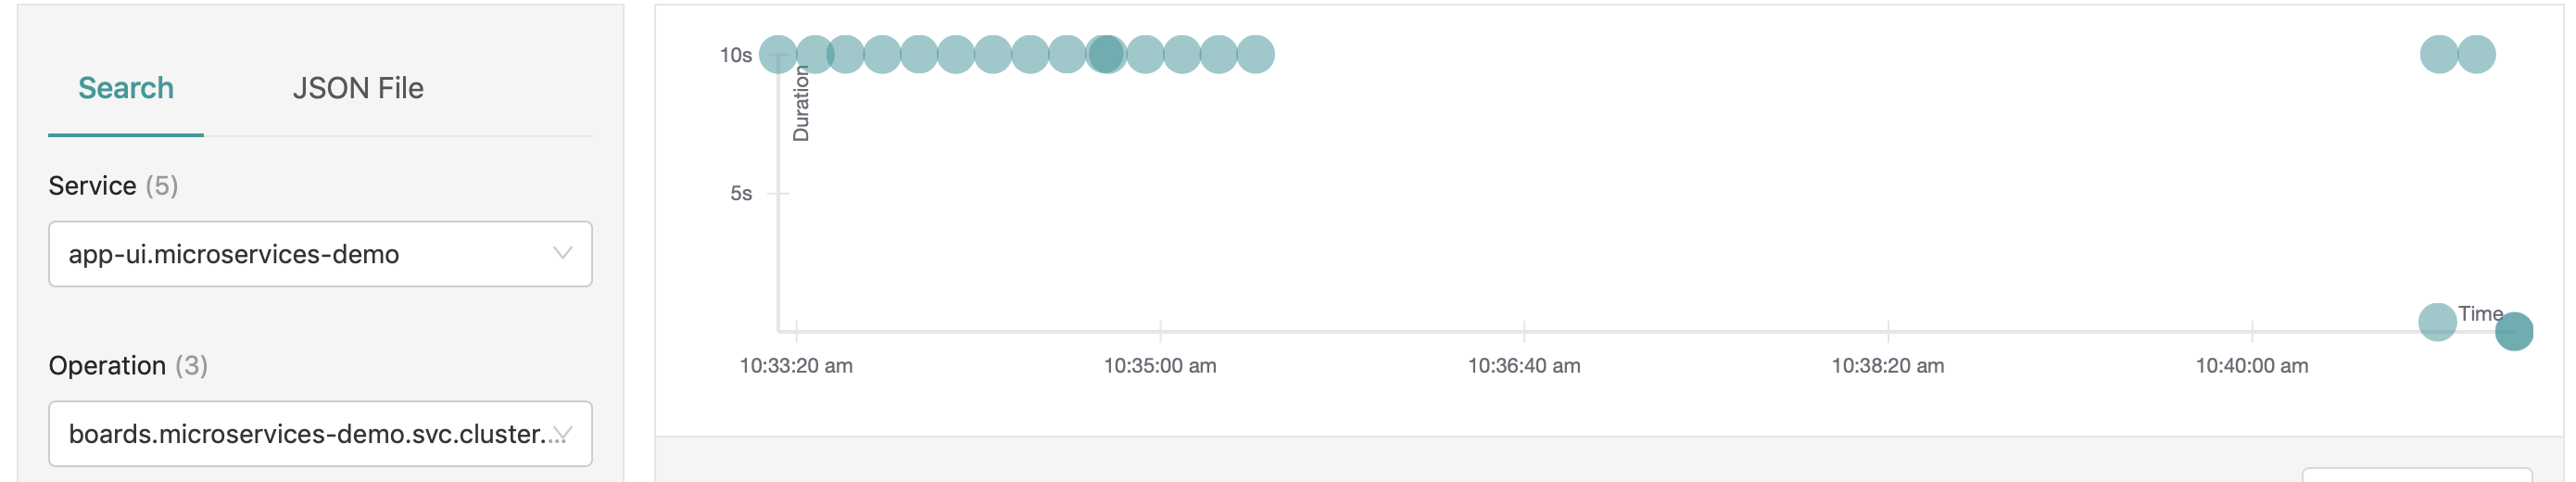 Search
JSON File
Service (5)
app-ui.microservices-demo
Operation (3)
boards.microservices-demo.svc.cluster....
10s
Duration
5s
Time
10:33:20 am
10:35:00 am
10:36:40 am
10:38:20 am
10:40:00 am